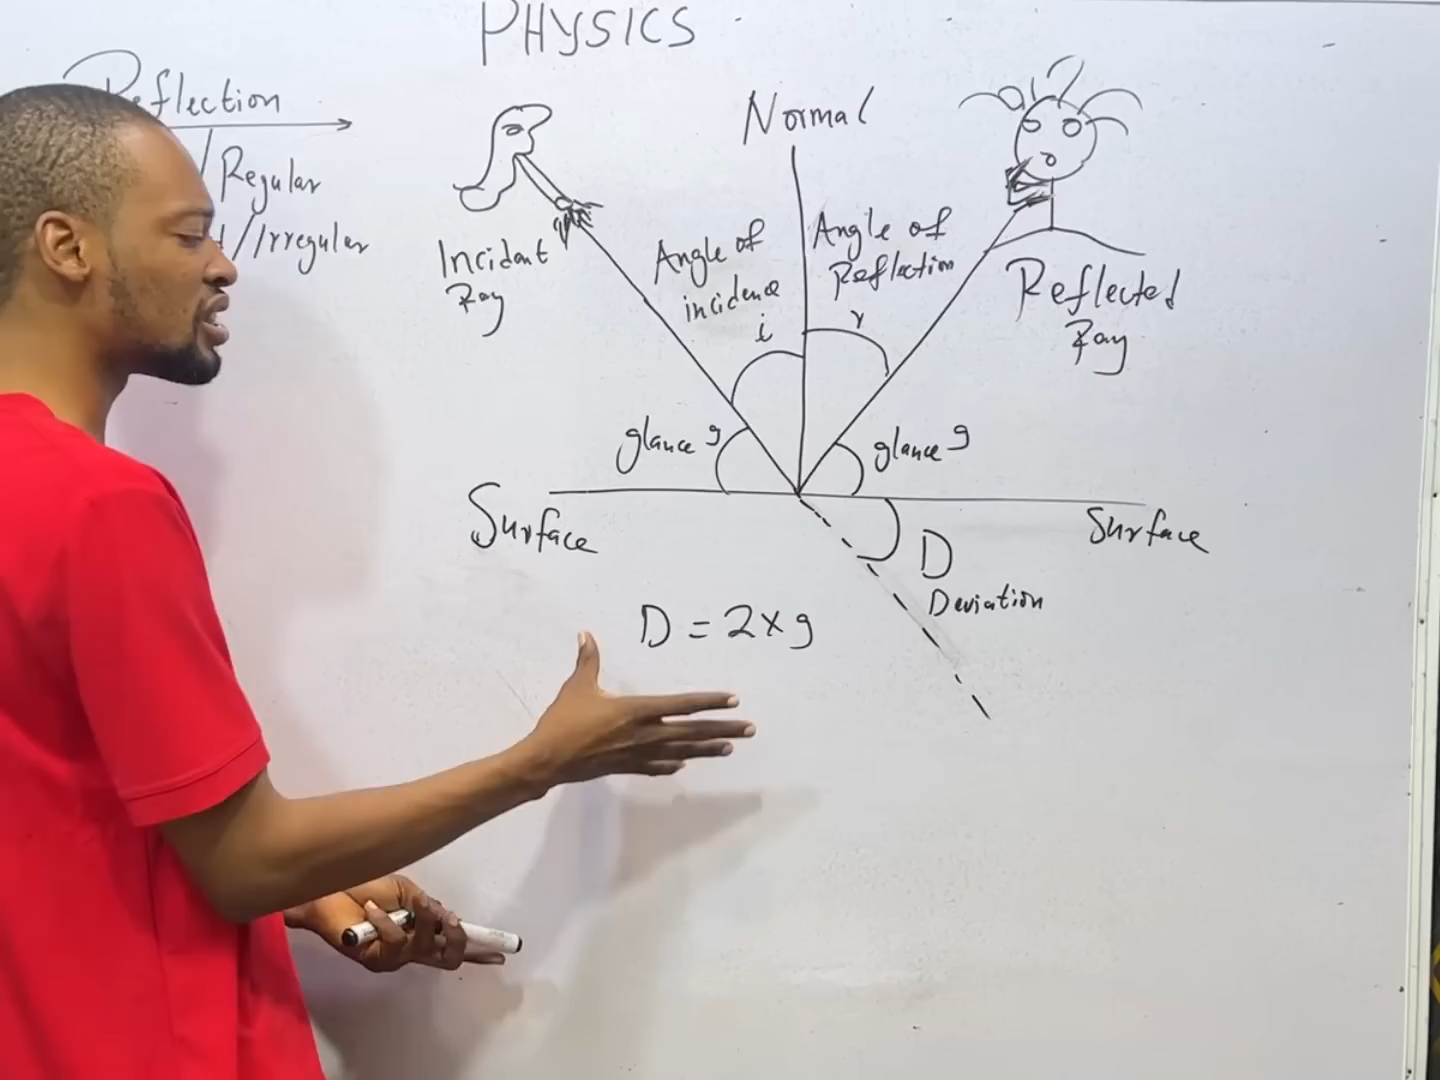 PHYSICS
Reflection
Regular
Irregular
Incident
Ray
Angle of
incidence
i
Normal
Angle of
Reflection
r
Reflected
Ray
glance g
glance g
Surface
Surface
D
Deviation
D = 2 x g